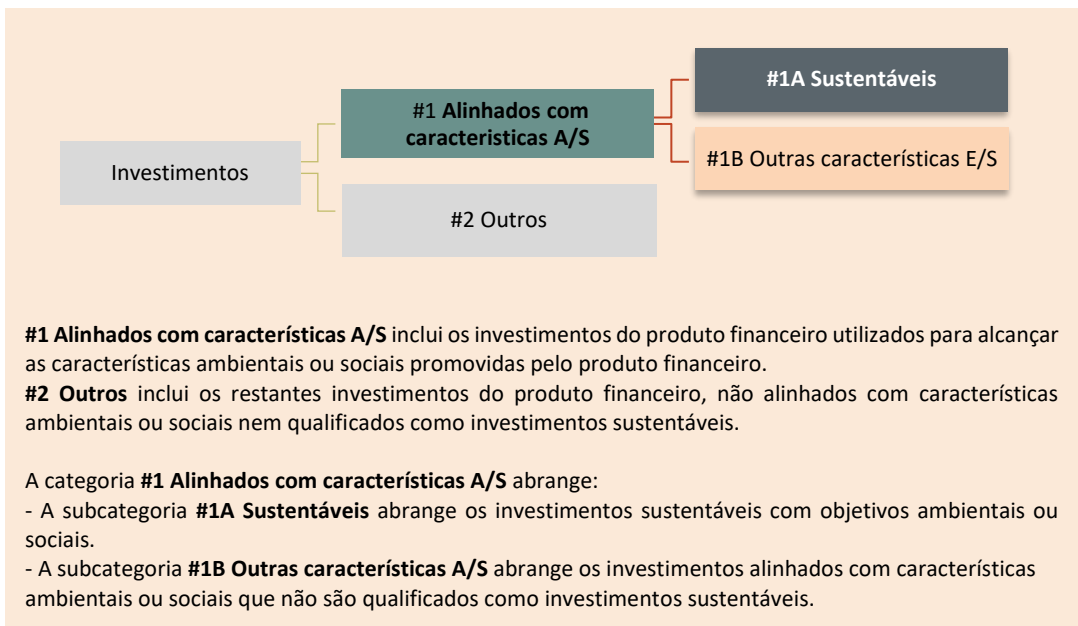 #1A Sustentáveis
#1 Alinhados com
caracteristicas A/S
#1B Outras características E/S
Investimentos
#2 Outros
#1 Alinhados com características A/S inclui os investimentos do produto financeiro utilizados para alcançar
as características ambientais ou sociais promovidas pelo produto financeiro.
#2 Outros inclui os restantes investimentos do produto financeiro, não alinhados com características
ambientais ou sociais nem qualificados como investimentos sustentáveis.
A categoria #1 Alinhados com características A/S abrange:
- A subcategoria #1A Sustentáveis abrange os investimentos sustentáveis com objetivos ambientais ou
sociais.
- A subcategoria #1B Outras características A/S abrange os investimentos alinhados com características
ambientais ou sociais que não são qualificados como investimentos sustentáveis.